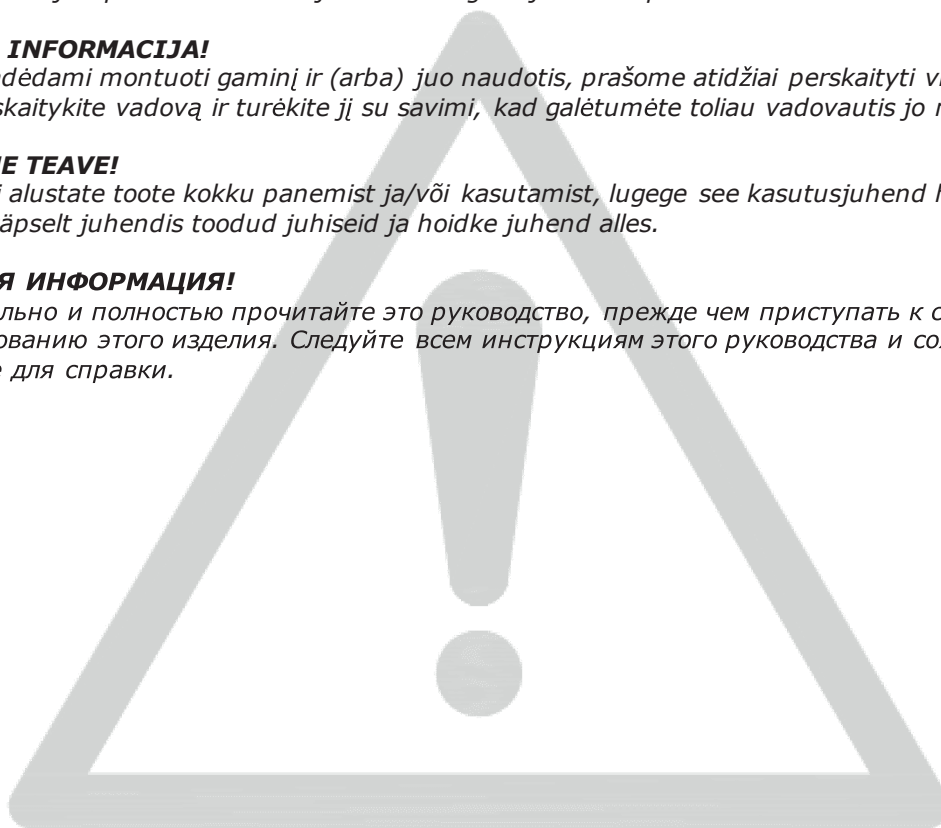 INFORMACIJA!
dėdami montuoti gaminį ir (arba) juo naudotis, prašome atidžiai perskaityti
skaitykite vadovą ir turėkite jį su savimi, kad galėtumėte toliau vadovautis jo
E TEAVE!
alustate toote kokku panemist ja/või kasutamist, lugege see kasutusjuhend
äpselt juhendis toodud juhiseid ja hoidke juhend alles.
Я ИНФОРМАЦИЯ!
льно и полностью прочитайте это руководство, прежде чем приступать к
ованию этого изделия. Следуйте всем инструкциям этого руководства и
для справки.